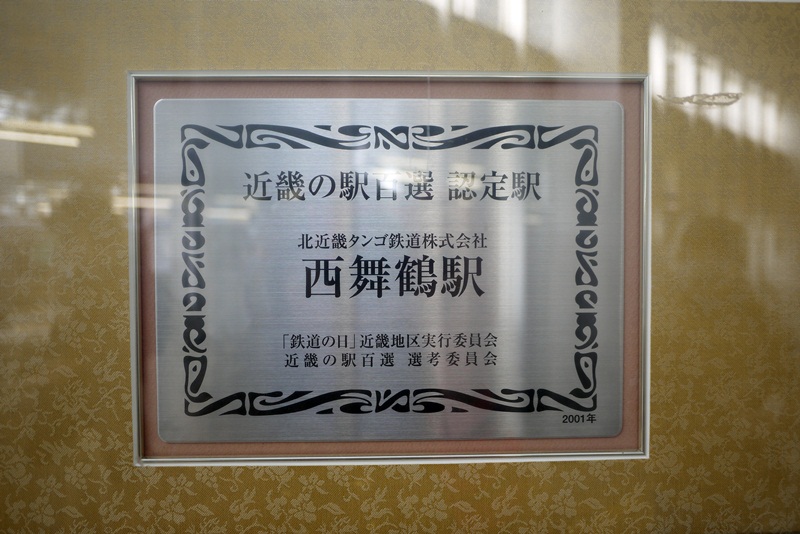 近畿の駅百選 認定駅
北近畿タンゴ鉄道株式会社
西舞鶴駅
「鉄道の日」近畿地区実行委員会
近畿の駅百選 選考委員会
2001年